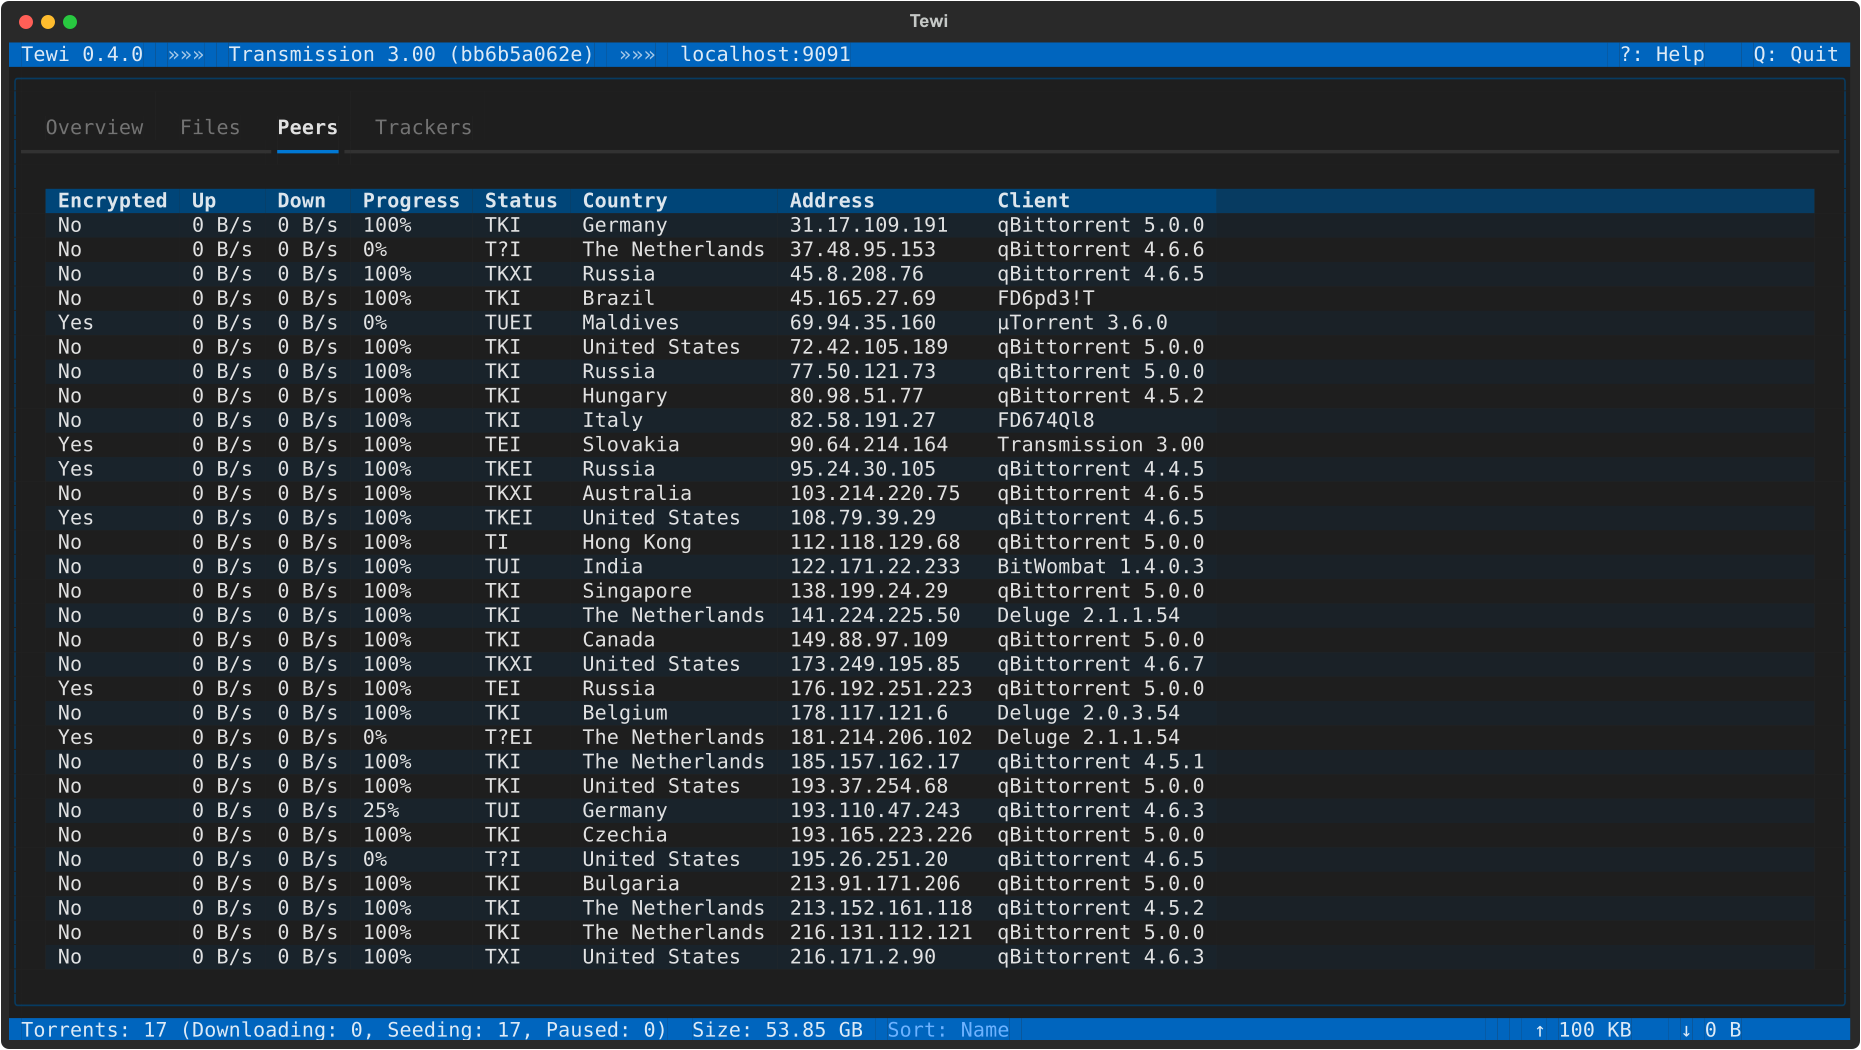 Tewi
Tewi 0.4.0 »»» Transmission 3.00 (bb6b5a062e) »»» localhost:9091 ?: Help Q: Quit
Overview Files Peers Trackers
Encrypted Up Down Progress Status Country Address Client
No 0 B/s 0 B/s 100% TKI Germany 31.17.109.191 qBittorrent 5.0.0
No 0 B/s 0 B/s 0% T?I The Netherlands 37.48.95.153 qBittorrent 4.6.6
No 0 B/s 0 B/s 100% TKXI Russia 45.8.208.76 qBittorrent 4.6.5
No 0 B/s 0 B/s 100% TKI Brazil 45.165.27.69 FD6pd3!T
Yes 0 B/s 0 B/s 0% TUEI Maldives 69.94.35.160 µTorrent 3.6.0
No 0 B/s 0 B/s 100% TKI United States 72.42.105.189 qBittorrent 5.0.0
No 0 B/s 0 B/s 100% TKI Russia 77.50.121.73 qBittorrent 5.0.0
No 0 B/s 0 B/s 100% TKI Hungary 80.98.51.77 qBittorrent 4.5.2
No 0 B/s 0 B/s 100% TKI Italy 82.58.191.27 FD674Ql8
Yes 0 B/s 0 B/s 100% TEI Slovakia 90.64.214.164 Transmission 3.00
Yes 0 B/s 0 B/s 100% TKEI Russia 95.24.30.105 qBittorrent 4.4.5
No 0 B/s 0 B/s 100% TKXI Australia 103.214.220.75 qBittorrent 4.6.5
Yes 0 B/s 0 B/s 100% TKEI United States 108.79.39.29 qBittorrent 4.6.5
No 0 B/s 0 B/s 100% TI Hong Kong 112.118.129.68 qBittorrent 5.0.0
No 0 B/s 0 B/s 100% TUI India 122.171.22.233 BitWombat 1.4.0.3
No 0 B/s 0 B/s 100% TKI Singapore 138.199.24.29 qBittorrent 5.0.0
No 0 B/s 0 B/s 100% TKI The Netherlands 141.224.225.50 Deluge 2.1.1.54
No 0 B/s 0 B/s 100% TKI Canada 149.88.97.109 qBittorrent 5.0.0
No 0 B/s 0 B/s 100% TKXI United States 173.249.195.85 qBittorrent 4.6.7
Yes 0 B/s 0 B/s 100% TEI Russia 176.192.251.223 qBittorrent 5.0.0
No 0 B/s 0 B/s 100% TKI Belgium 178.117.121.6 Deluge 2.0.3.54
Yes 0 B/s 0 B/s 0% T?EI The Netherlands 181.214.206.102 Deluge 2.1.1.54
No 0 B/s 0 B/s 100% TKI The Netherlands 185.157.162.17 qBittorrent 4.5.1
No 0 B/s 0 B/s 100% TKI United States 193.37.254.68 qBittorrent 5.0.0
No 0 B/s 0 B/s 25% TUI Germany 193.110.47.243 qBittorrent 4.6.3
No 0 B/s 0 B/s 100% TKI Czechia 193.165.223.226 qBittorrent 5.0.0
No 0 B/s 0 B/s 0% T?I United States 195.26.251.20 qBittorrent 4.6.5
No 0 B/s 0 B/s 100% TKI Bulgaria 213.91.171.206 qBittorrent 5.0.0
No 0 B/s 0 B/s 100% TKI The Netherlands 213.152.161.118 qBittorrent 4.5.2
No 0 B/s 0 B/s 100% TKI The Netherlands 216.131.112.121 qBittorrent 5.0.0
No 0 B/s 0 B/s 100% TXI United States 216.171.2.90 qBittorrent 4.6.3
Torrents: 17 (Downloading: 0, Seeding: 17, Paused: 0) Size: 53.85 GB Sort: Name ↑ 100 KB ↓ 0 B